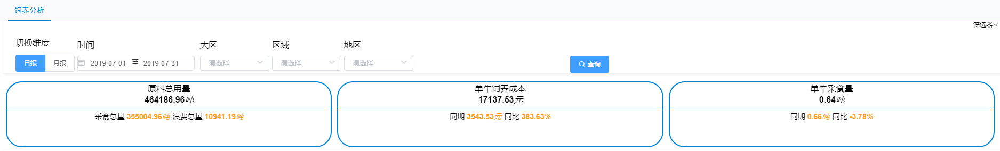 饲养分析
筛选器
切换维度 时间 大区 区域 地区
日报 月报 2019-07-01 至 2019-07-31 请选择 请选择 请选择 查询
原料总用量
464186.96吨
采食总量 355004.96吨 浪费总量 10941.19吨
单牛饲养成本
17137.53元
同期 3543.53元 同比 383.63%
单牛采食量
0.64吨
同期 0.66吨 同比 -3.78%